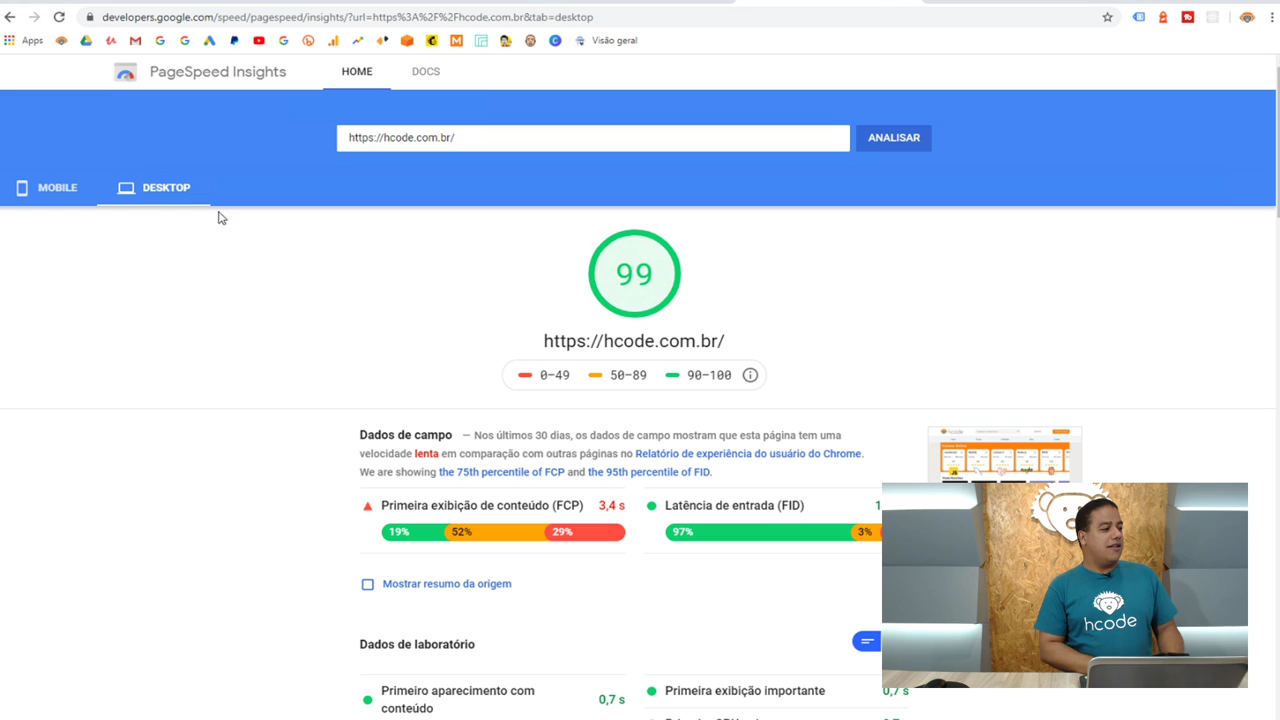 developers.google.com/speed/pagespeed/insights/?url=https%3A%2F%2Fhcode.com.br&tab=desktop
Apps
Visão geral
PageSpeed Insights
HOME
DOCS
https://hcode.com.br/
ANALISAR
MOBILE
DESKTOP
99
https://hcode.com.br/
0–49 50–89 90–100
Dados de campo — Nos últimos 30 dias, os dados de campo mostram que esta página tem uma
velocidade lenta em comparação com outras páginas no Relatório de experiência do usuário do Chrome.
We are showing the 75th percentile of FCP and the 95th percentile of FID.
hcode
Primeira exibição de conteúdo (FCP) 3,4 s
19% 52% 29%
Latência de entrada (FID) 1
97% 3%
Mostrar resumo da origem
hcode
Dados de laboratório
Primeiro aparecimento com
conteúdo
0,7 s
Primeira exibição importante 0,7 s